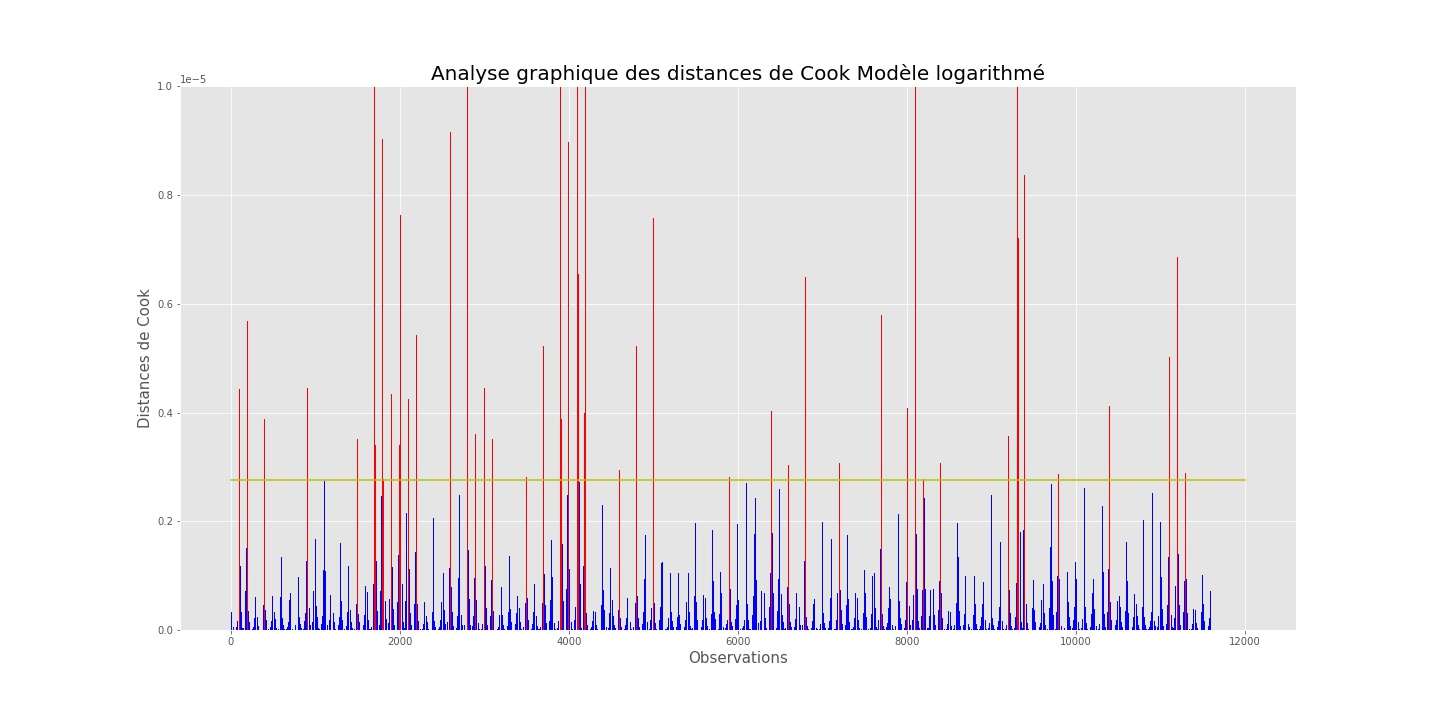 Analyse graphique des distances de Cook Modèle logarithmé
1e−5
1.0
0.8
0.6
0.4
0.2
0.0
Distances de Cook
0 2000 4000 6000 8000 10000 12000
Observations